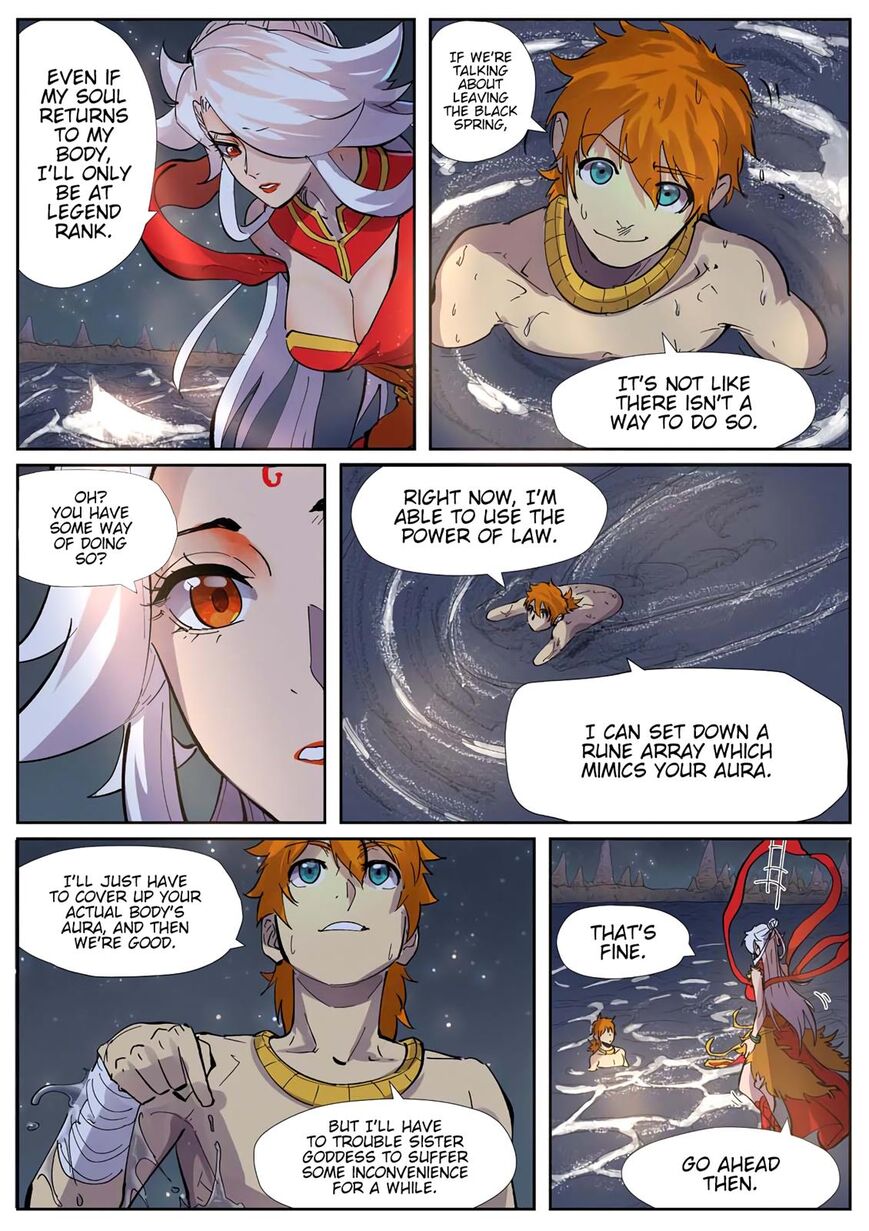 EVEN IF
MY SOUL
RETURNS
TO MY
BODY,
I'LL ONLY
BE AT
LEGEND
RANK.
IF WE'RE
TALKING
ABOUT
LEAVING
THE BLACK
SPRING,
IT'S NOT LIKE
THERE ISN'T A
WAY TO DO SO.
OH?
YOU HAVE
SOME WAY
OF DOING
SO?
RIGHT NOW, I'M
ABLE TO USE THE
POWER OF LAW.
I CAN SET DOWN A
RUNE ARRAY WHICH
MIMICS YOUR AURA.
I'LL JUST HAVE
TO COVER UP YOUR
ACTUAL BODY'S
AURA, AND THEN
WE'RE GOOD.
BUT I'LL HAVE
TO TROUBLE SISTER
GODDESS TO SUFFER
SOME INCONVENIENCE
FOR A WHILE.
THAT'S
FINE.
GO AHEAD
THEN.